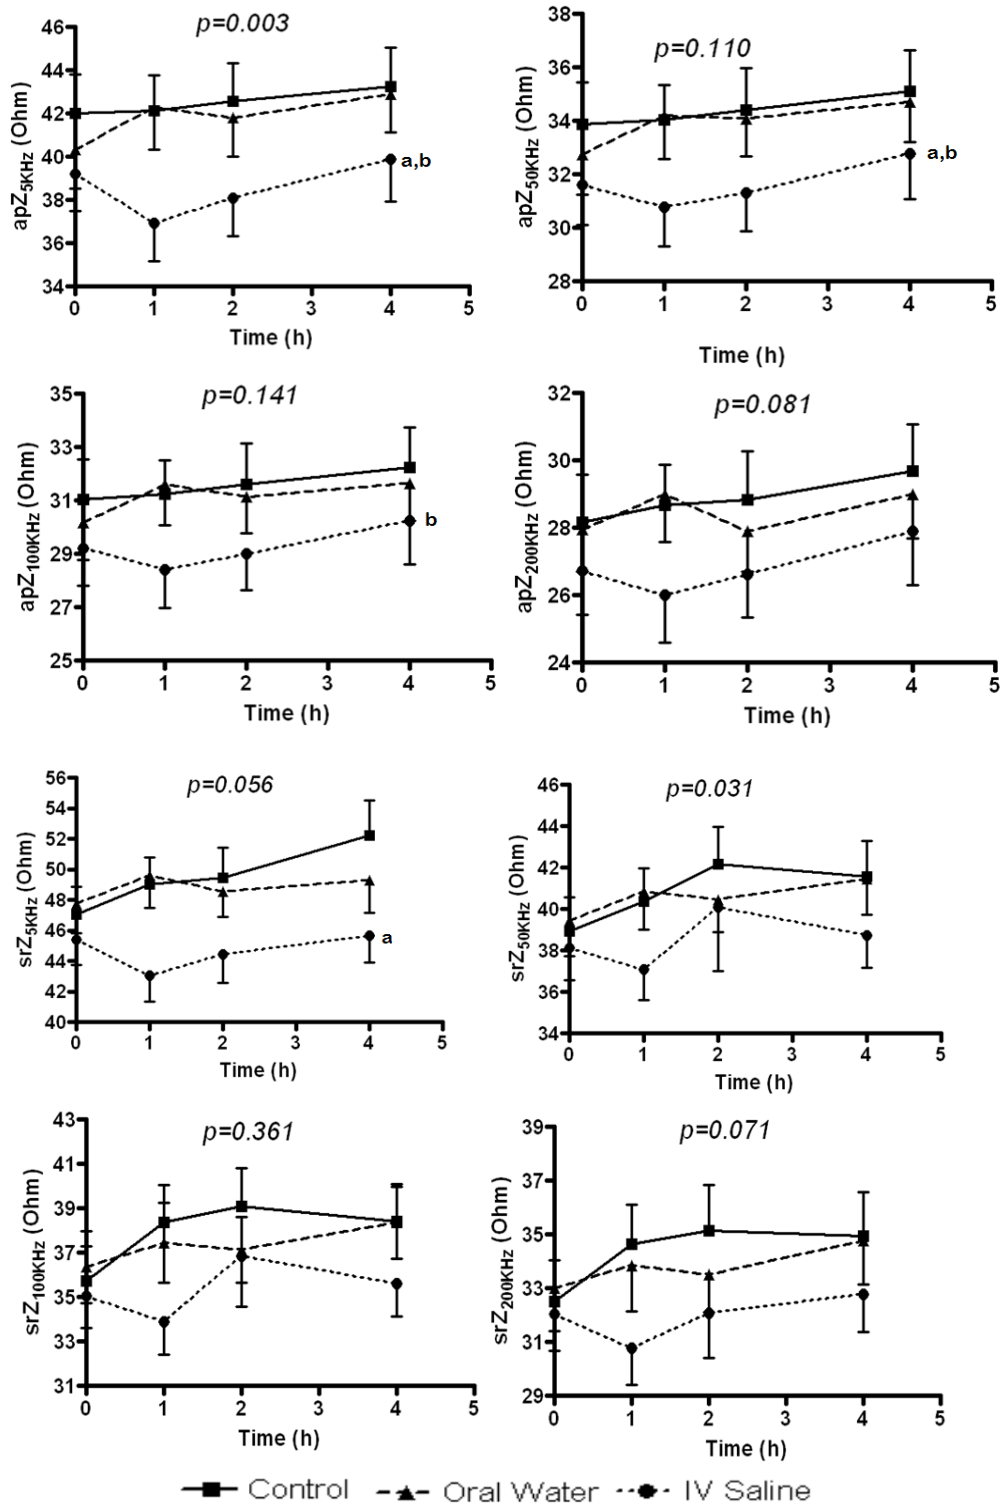 p=0.003
apZ5KHz (Ohm)
46
44
42
40
38
36
34
a,b
0 1 2 3 4 5
Time (h)
p=0.110
apZ50KHz (Ohm)
38
36
34
32
30
28
a,b
0 1 2 3 4 5
Time (h)
p=0.141
apZ100KHz (Ohm)
35
33
31
29
27
25
b
0 1 2 3 4 5
Time (h)
p=0.081
apZ200KHz (Ohm)
32
30
28
26
24
0 1 2 3 4 5
Time (h)
p=0.056
srZ5KHz (Ohm)
56
54
52
50
48
46
44
42
40
a
0 1 2 3 4 5
Time (h)
p=0.031
srZ50KHz (Ohm)
46
44
42
40
38
36
34
0 1 2 3 4 5
Time (h)
p=0.361
srZ100KHz (Ohm)
43
41
39
37
35
33
31
0 1 2 3 4 5
Time (h)
p=0.071
srZ200KHz (Ohm)
39
37
35
33
31
29
0 1 2 3 4 5
Time (h)
Control Oral Water IV Saline